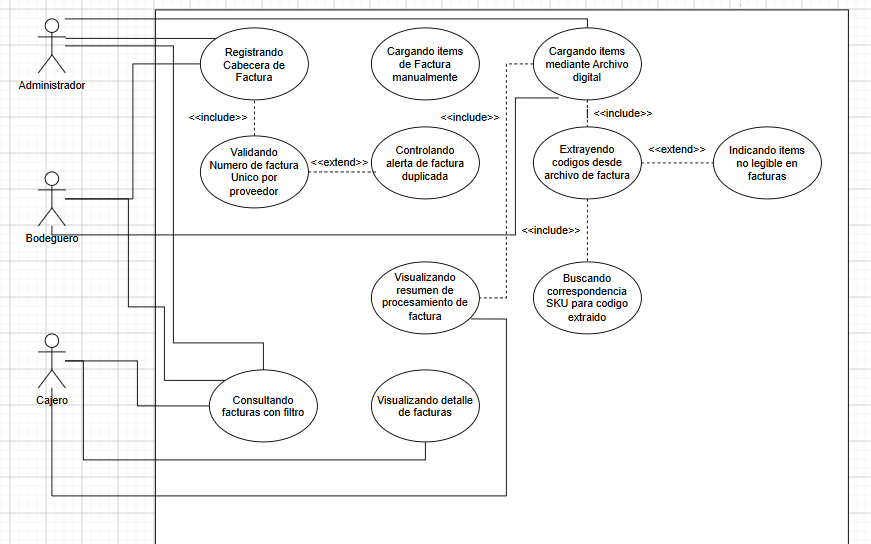 Administrador
Registrando
Cabecera de
Factura
Cargando items
de Factura
manualmente
Cargando items
mediante Archivo
digital
<<include>>
<<include>>
<<include>>
Validando
Numero de factura
Unico por
proveedor
<<extend>>
Controlando
alerta de factura
duplicada
Extrayendo
codigos desde
archivo de factura
<<extend>>
Indicando items
no legible en
facturas
Bodeguero
<<include>>
Visualizando
resumen de
procesamiento de
factura
Buscando
correspondencia
SKU para codigo
extraido
Cajero
Consultando
facturas con filtro
Visualizando detalle
de facturas